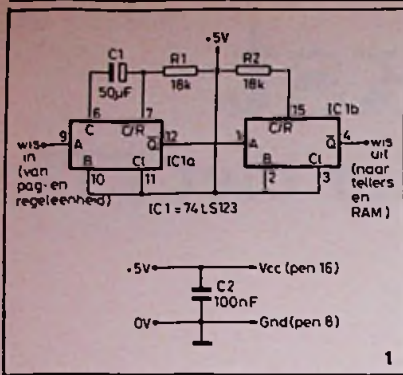 +5V
C1
50µF
R1
18k
R2
18k
6
7
15
IC1b
C
C/R
C/R
wis in (van pag- en regeleenheid)
9
A
Q
12
IC1a
1
A
Q
4
wis uit (naar tellers en RAM)
B
Cl
B
Cl
10
11
2
3
IC1 = 74LS123
+5V
Vcc (pen 16)
C2
100nF
0V
Gnd (pen 8)
1